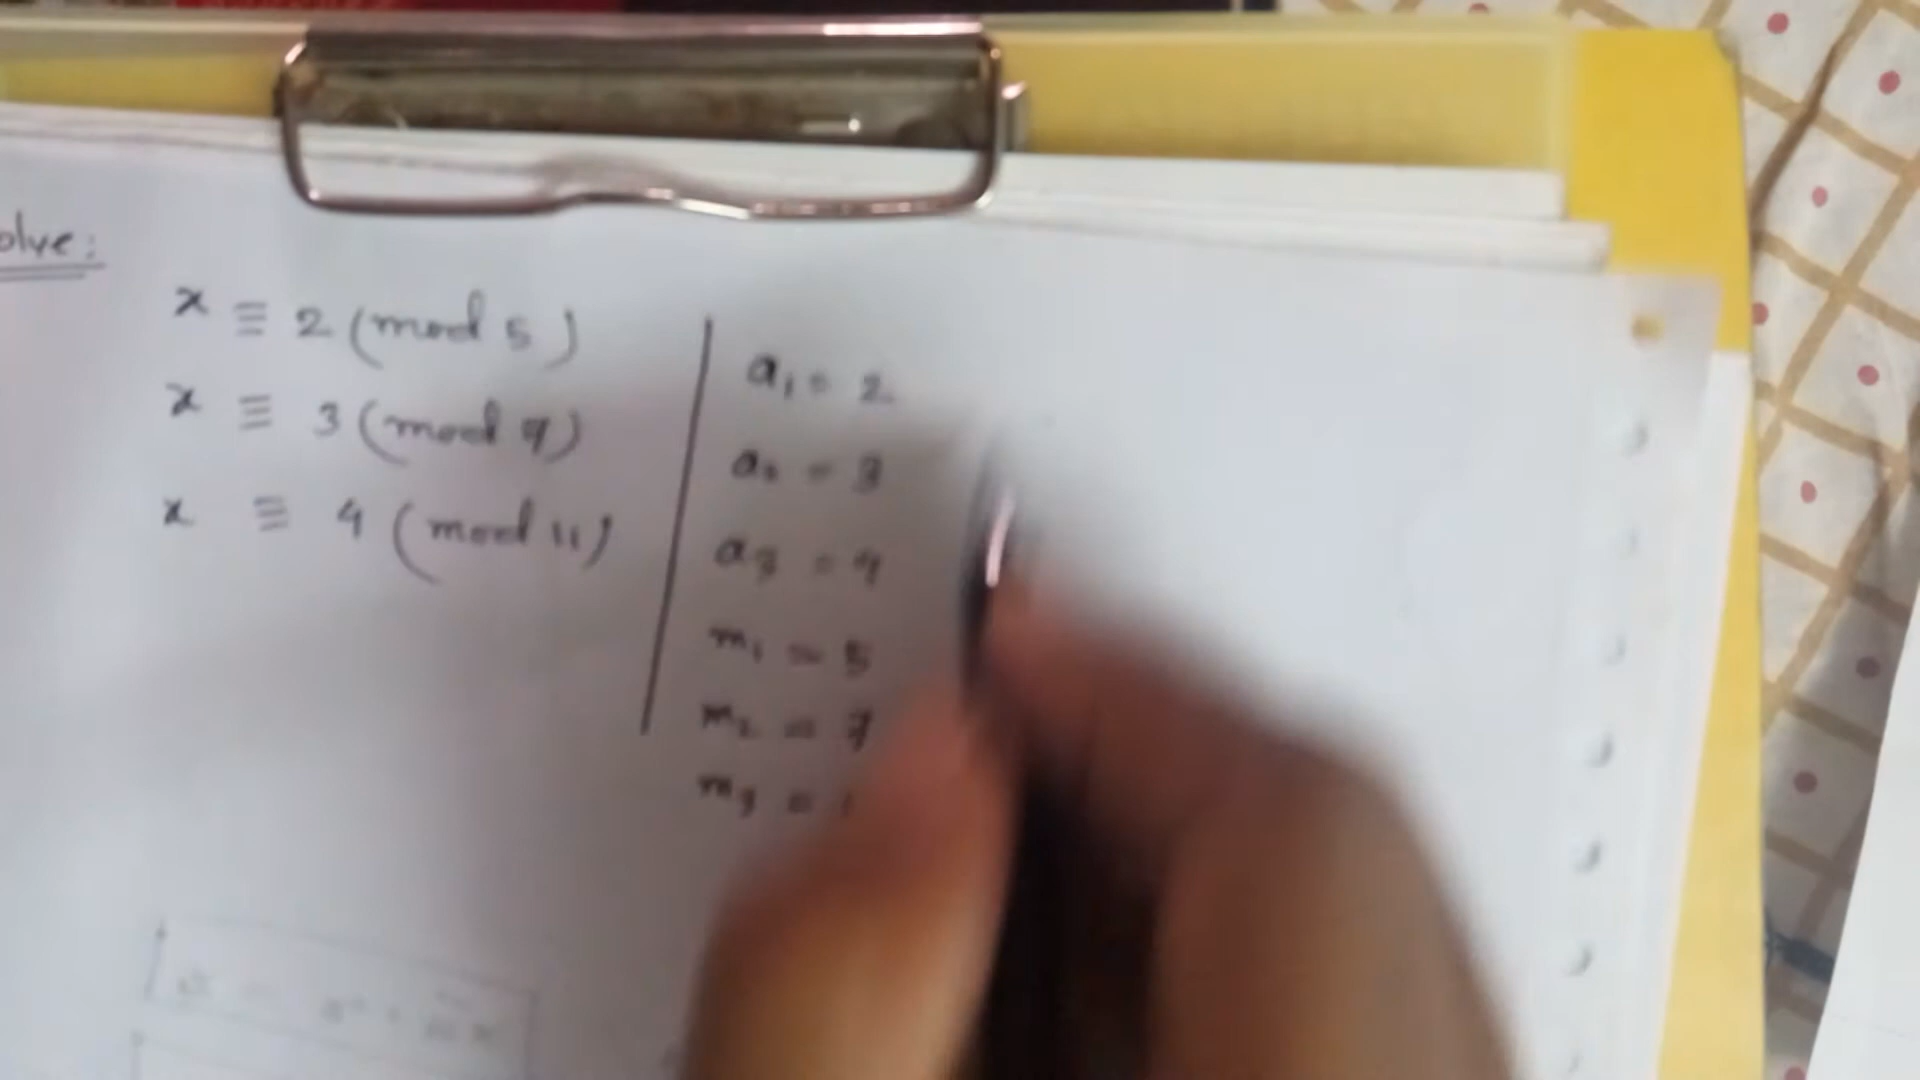 olve:
x ≡ 2 (mod 5)
x ≡ 3 (mod 7)
x ≡ 4 (mod 11)
a₁ = 2
a₂ = 3
a₃ = 4
m₁ = 5
m₂ = 7
m₃ =